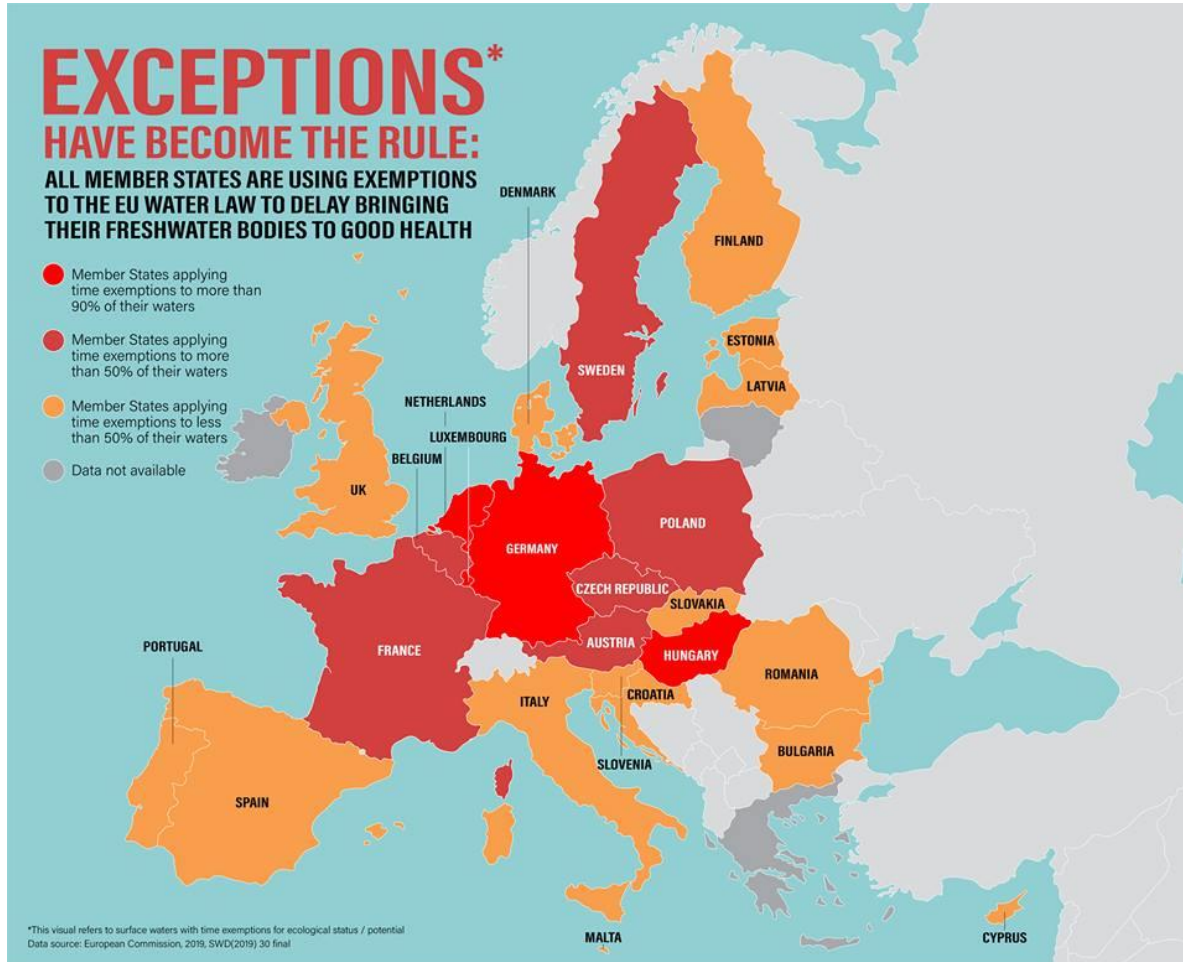 EXCEPTIONS*
HAVE BECOME THE RULE:
ALL MEMBER STATES ARE USING EXEMPTIONS
TO THE EU WATER LAW TO DELAY BRINGING
THEIR FRESHWATER BODIES TO GOOD HEALTH
Member States applying
time exemptions to more than
90% of their waters
Member States applying
time exemptions to more
than 50% of their waters
Member States applying
time exemptions to less
than 50% of their waters
Data not available
DENMARK
FINLAND
ESTONIA
LATVIA
SWEDEN
NETHERLANDS
LUXEMBOURG
BELGIUM
UK
POLAND
GERMANY
CZECH REPUBLIC
SLOVAKIA
AUSTRIA
HUNGARY
FRANCE
PORTUGAL
ROMANIA
ITALY
CROATIA
BULGARIA
SLOVENIA
SPAIN
MALTA
CYPRUS
*This visual refers to surface waters with time exemptions for ecological status / potential
Data source: European Commission, 2019, SWD(2019) 30 final